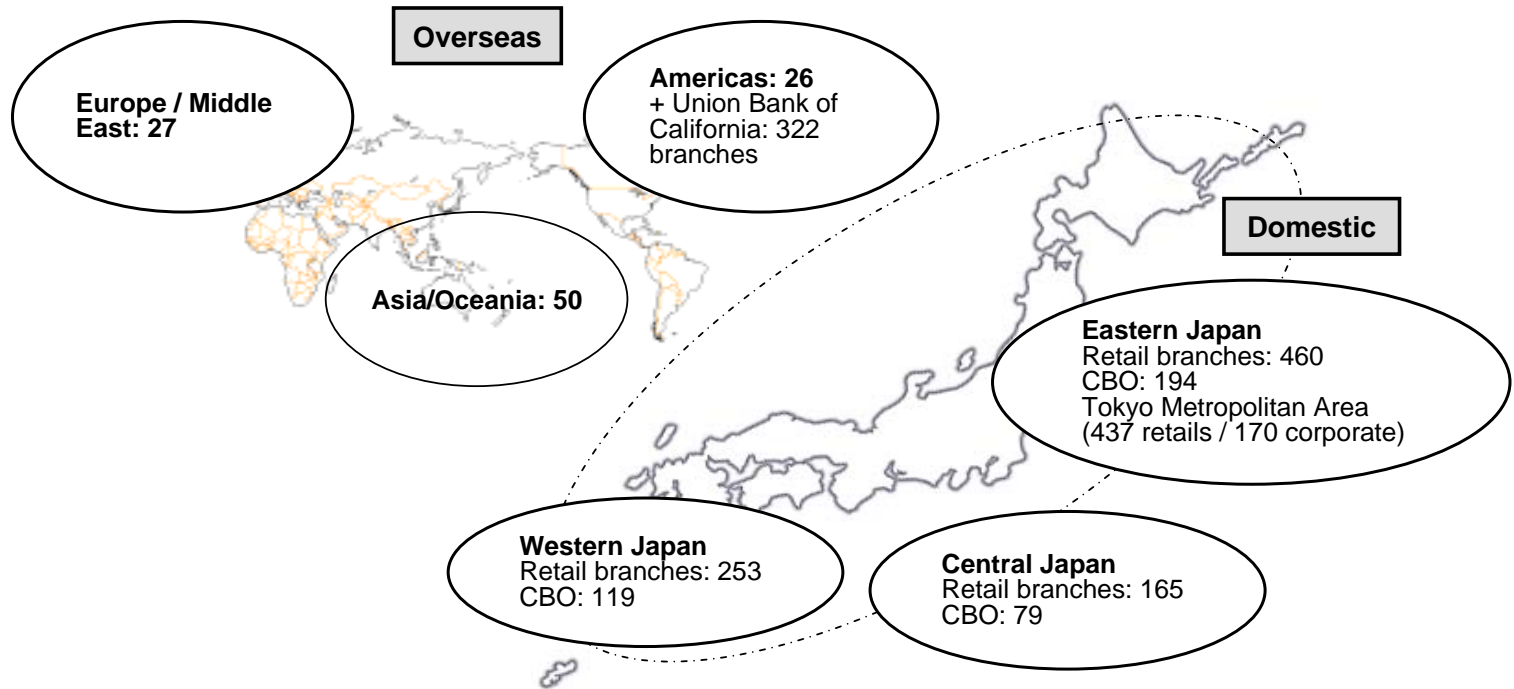 Overseas
Europe / Middle
East: 27
Americas: 26
+ Union Bank of
California: 322
branches
Asia/Oceania: 50
Domestic
Eastern Japan
Retail branches: 460
CBO: 194
Tokyo Metropolitan Area
(437 retails / 170 corporate)
Western Japan
Retail branches: 253
CBO: 119
Central Japan
Retail branches: 165
CBO: 79